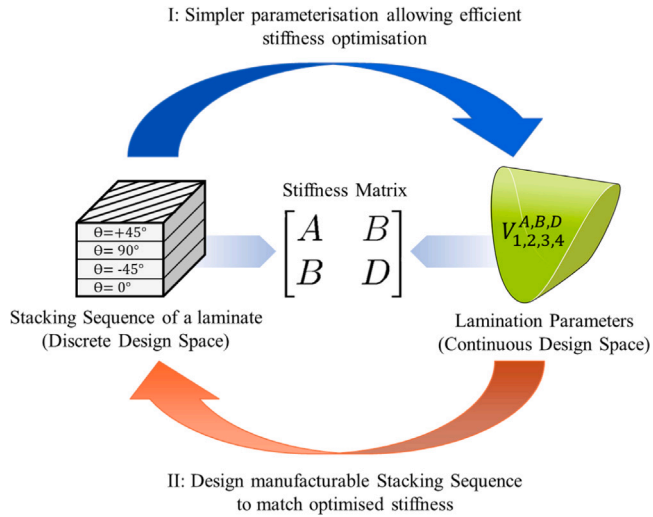 I: Simpler parameterisation allowing efficient
stiffness optimisation
Stiffness Matrix
Θ=+45°
Θ= 90°
Θ = -45°
Θ= 0°
A B
B D
V^{A,B,D}_{1,2,3,4}
Stacking Sequence of a laminate
(Discrete Design Space)
Lamination Parameters
(Continuous Design Space)
II: Design manufacturable Stacking Sequence
to match optimised stiffness